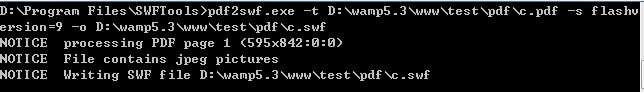 D:\Program Files\SWFTools>pdf2swf.exe -t D:\wamp5.3\www\test\pdf\c.pdf -s flashv
ersion=9 -o D:\wamp5.3\www\test\pdf\c.swf
NOTICE  processing PDF page 1 (595x842:0:0)
NOTICE  File contains jpeg pictures
NOTICE  Writing SWF file D:\wamp5.3\www\test\pdf\c.swf